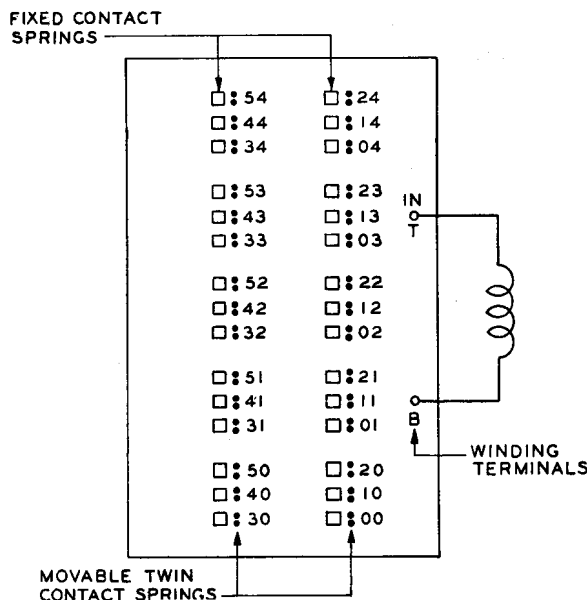 FIXED CONTACT
SPRINGS
54 24
44 14
34 04
53 23
IN
43 13
T
33 03
52 22
42 12
32 02
51 21
41 11
B
31 01
WINDING
TERMINALS
50 20
40 10
30 00
MOVABLE TWIN
CONTACT SPRINGS